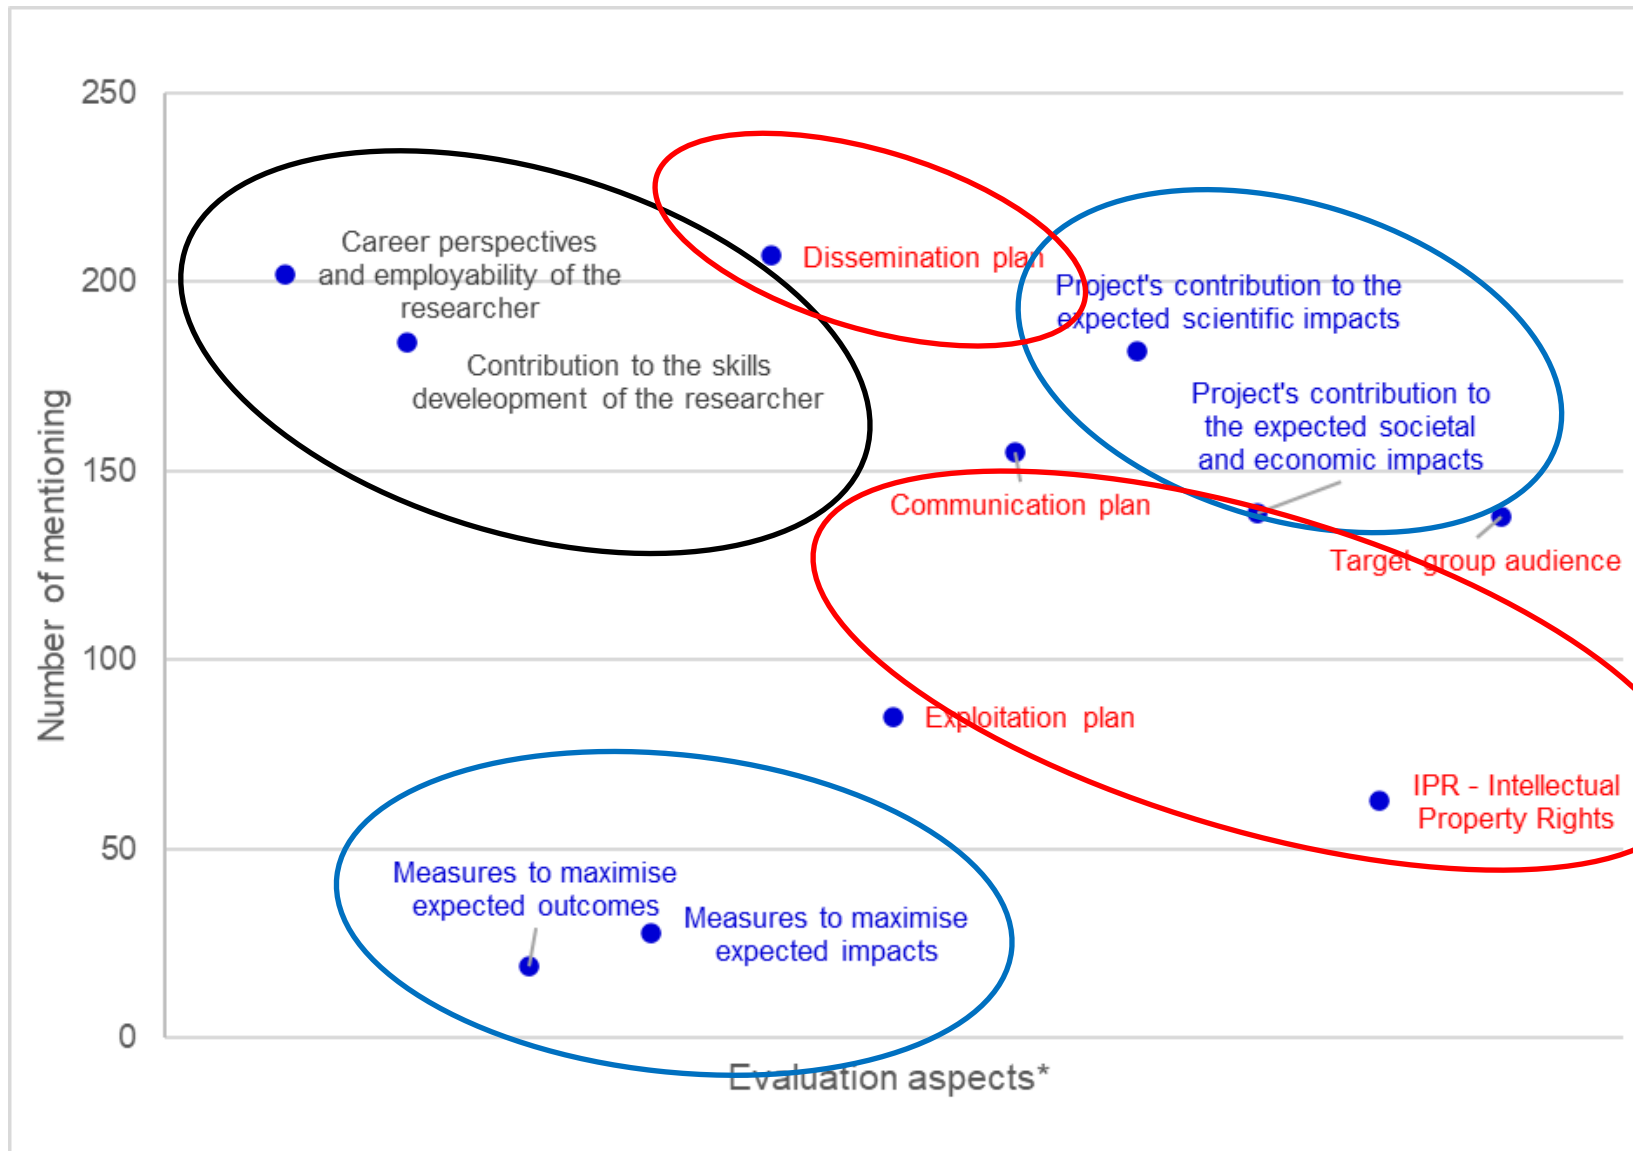 250
200
150
100
50
0
Number of mentioning
Career perspectives
and employability of the
researcher
Contribution to the skills
develeopment of the researcher
Dissemination plan
Project's contribution to the
expected scientific impacts
Project's contribution to
the expected societal
and economic impacts
Communication plan
Target group audience
Exploitation plan
IPR - Intellectual
Property Rights
Measures to maximise
expected outcomes
Measures to maximise
expected impacts
Evaluation aspects*